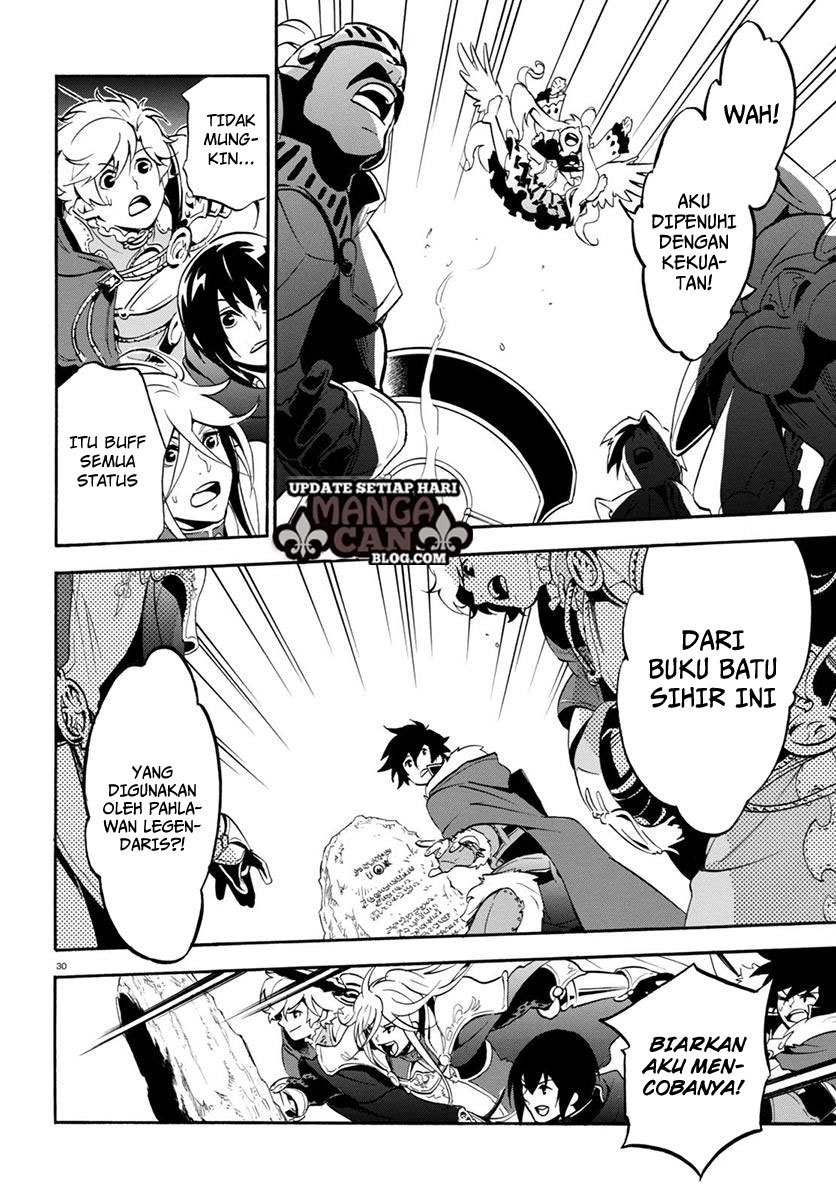 WAH!
AKU
DIPENUHI
DENGAN
KEKUA-
TAN!
TIDAK
MUNG-
KIN...
ITU BUFF
SEMUA
STATUS
UPDATE SETIAP HARI
MANGA
CAN
BLOG.COM
DARI
BUKU BATU
SIHIR INI
YANG
DIGUNAKAN
OLEH PAHLA-
WAN LEGEN-
DARIS?!
30
BIARKAN
AKU MEN-
COBANYA!